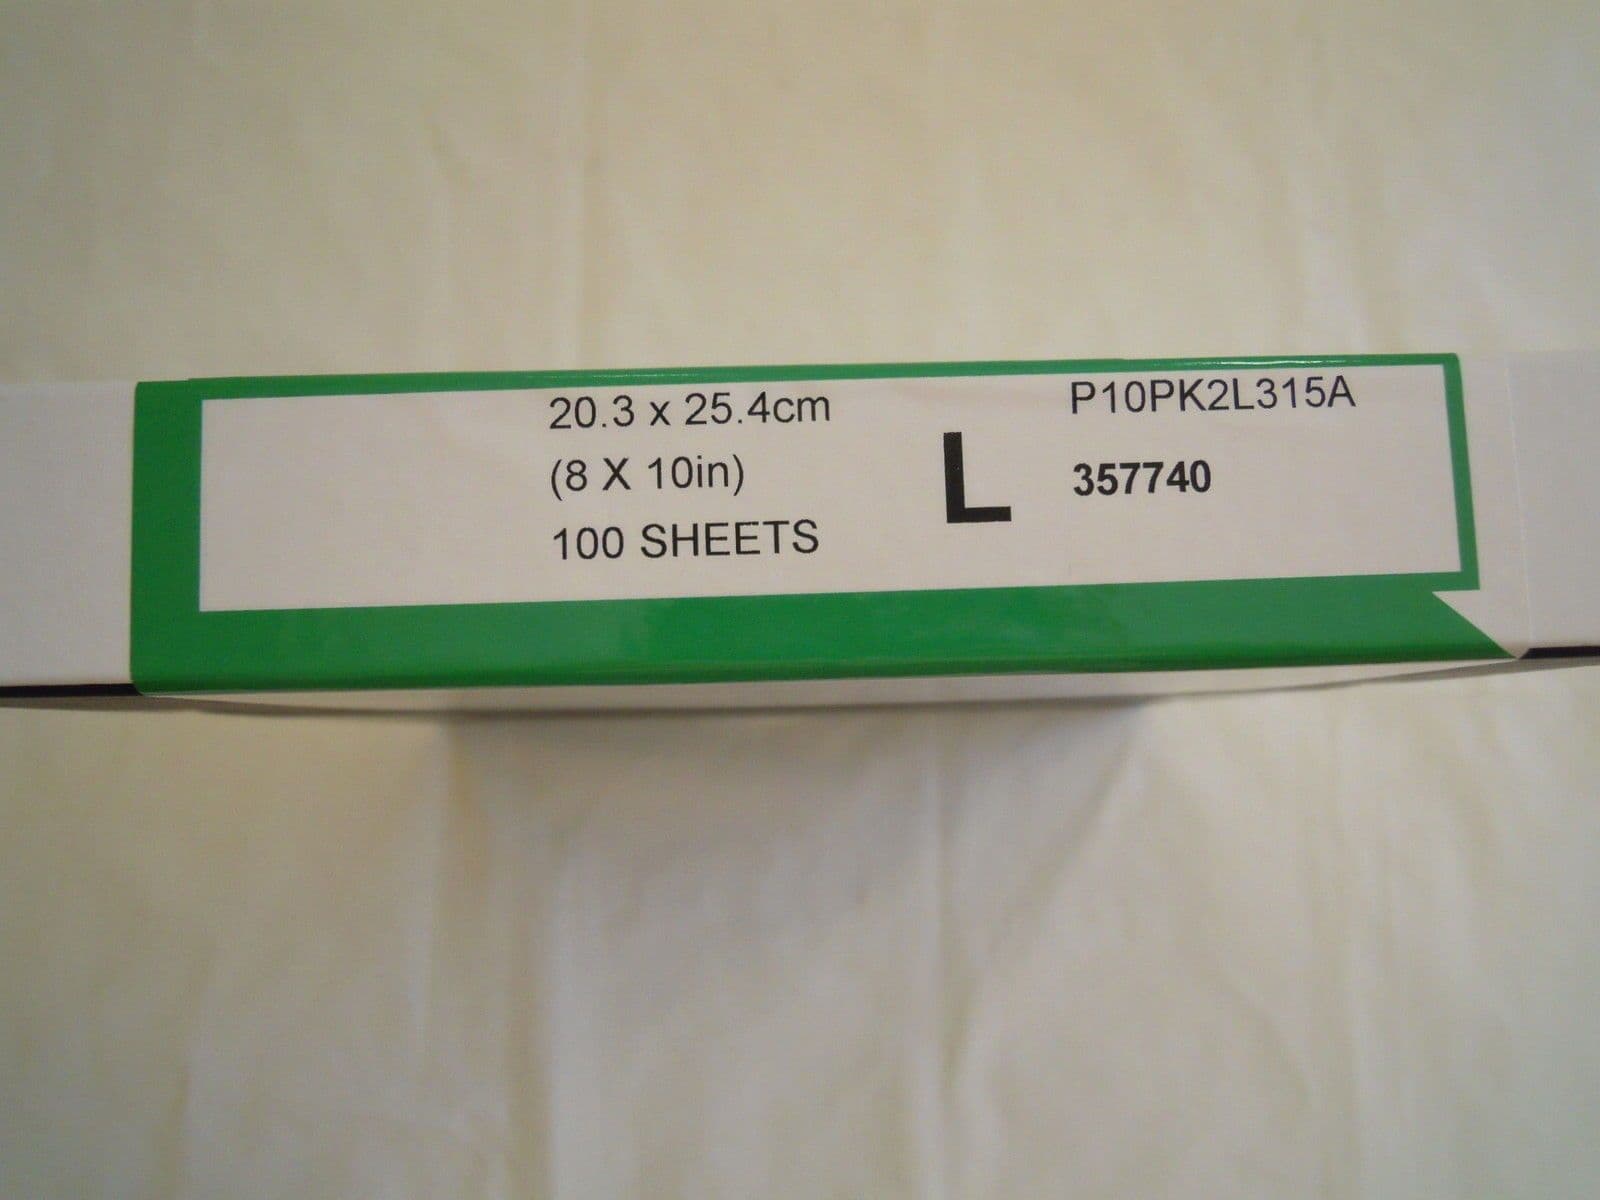 20.3 x 25.4cm
(8 X 10in)
100 SHEETS
L
P10PK2L315A
357740